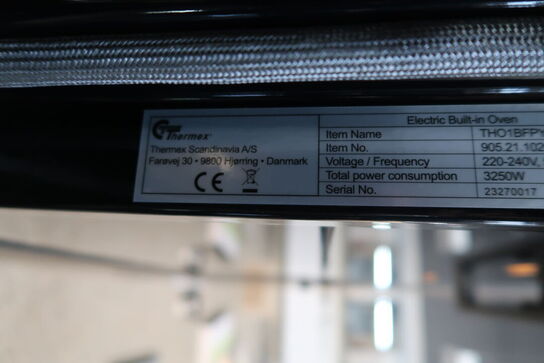 Thermex
Thermex Scandinavia A/S
Farøvej 30 • 9800 Hjørring • Danmark
CE
Electric Built-in Oven
Item Name THO1BFPY
Item No. 905.21.102
Voltage / Frequency 220-240V,
Total power consumption 3250W
Serial No. 23270017